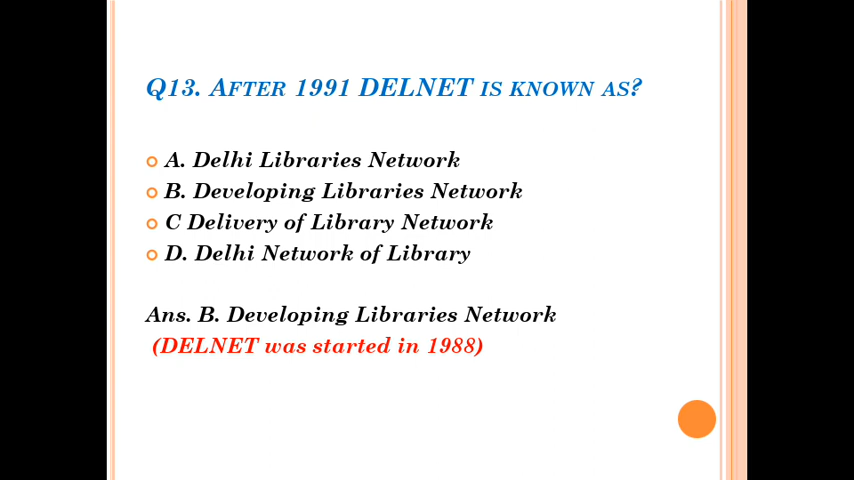 Q13. After 1991 DELNET is known as?
A. Delhi Libraries Network
B. Developing Libraries Network
C Delivery of Library Network
D. Delhi Network of Library
Ans. B. Developing Libraries Network
(DELNET was started in 1988)